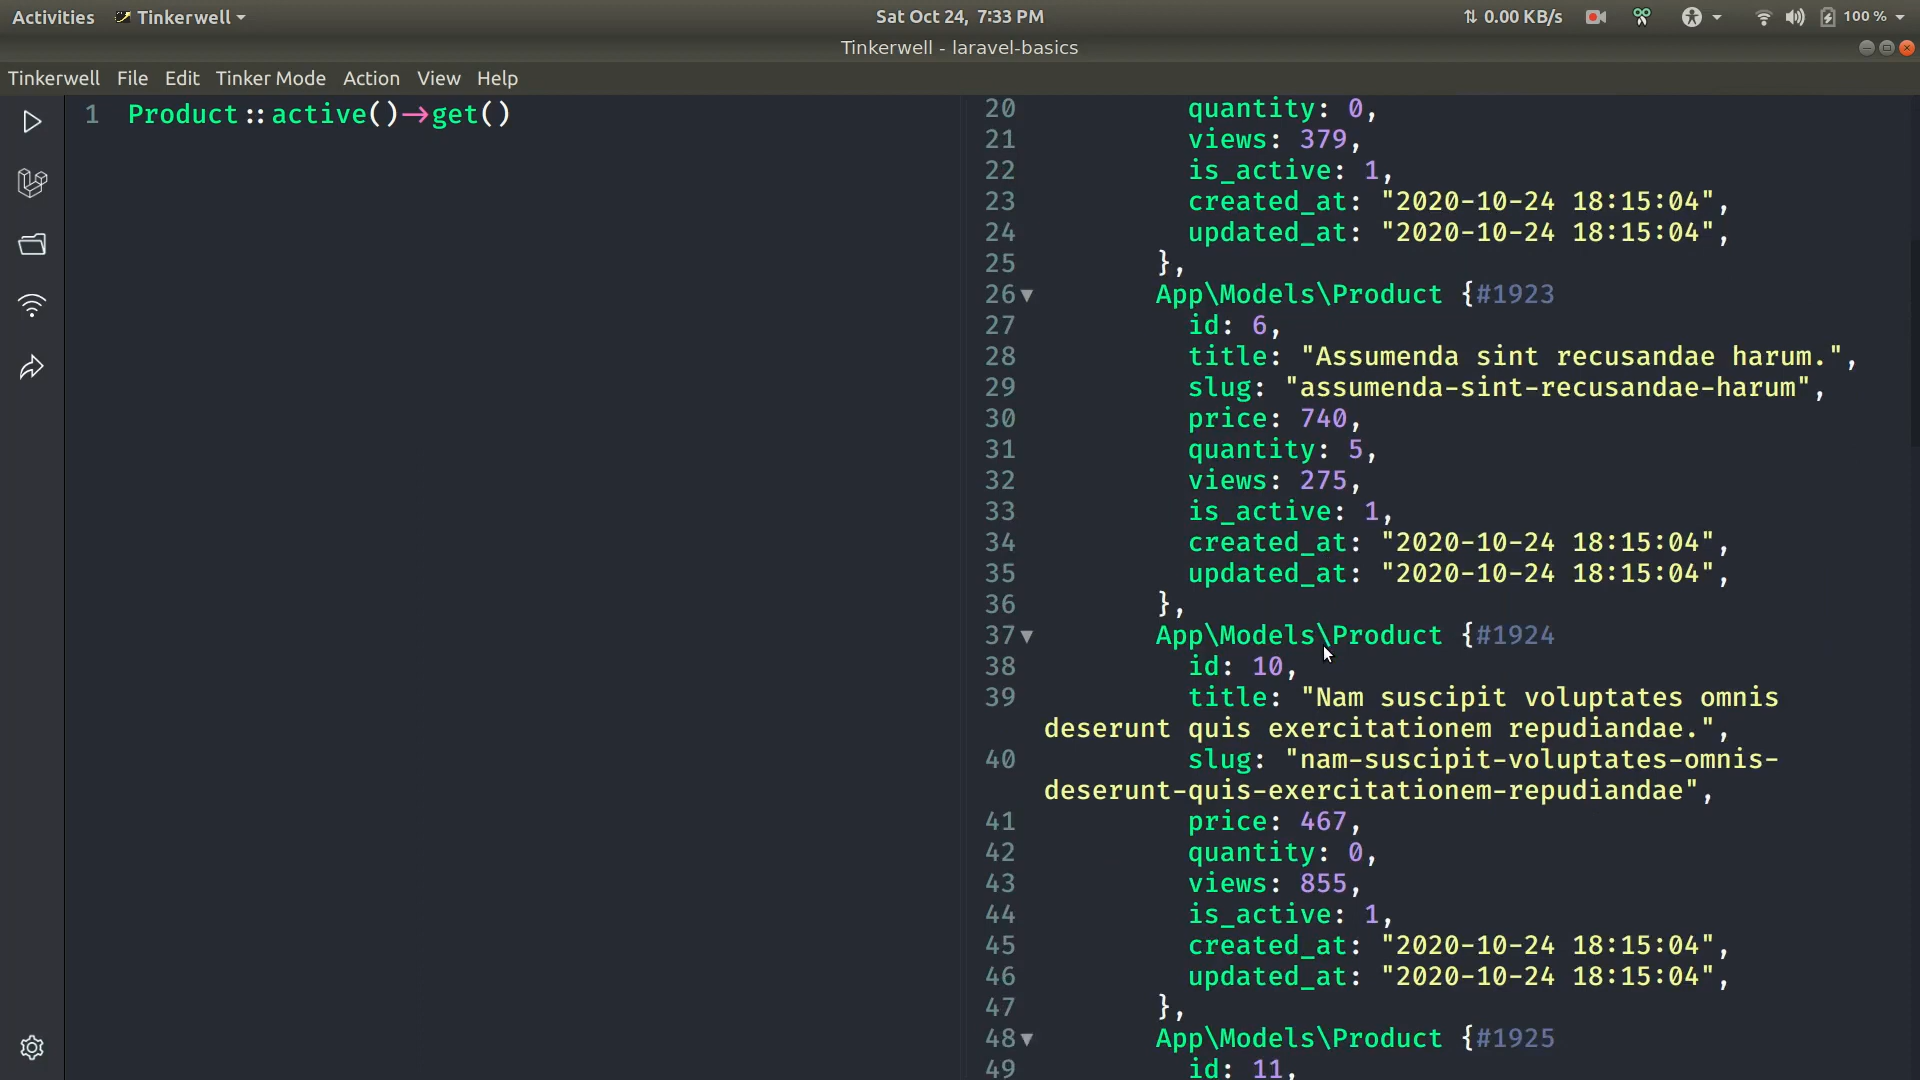 Activities Tinkerwell Sat Oct 24, 7:33 PM 0.00 KB/s 100 %
Tinkerwell - laravel-basics
Tinkerwell File Edit Tinker Mode Action View Help
1 Product::active()->get()
20 quantity: 0,
21 views: 379,
22 is_active: 1,
23 created_at: "2020-10-24 18:15:04",
24 updated_at: "2020-10-24 18:15:04",
25 },
26 App\Models\Product {#1923
27 id: 6,
28 title: "Assumenda sint recusandae harum.",
29 slug: "assumenda-sint-recusandae-harum",
30 price: 740,
31 quantity: 5,
32 views: 275,
33 is_active: 1,
34 created_at: "2020-10-24 18:15:04",
35 updated_at: "2020-10-24 18:15:04",
36 },
37 App\Models\Product {#1924
38 id: 10,
39 title: "Nam suscipit voluptates omnis
deserunt quis exercitationem repudiandae.",
40 slug: "nam-suscipit-voluptates-omnis-
deserunt-quis-exercitationem-repudiandae",
41 price: 467,
42 quantity: 0,
43 views: 855,
44 is_active: 1,
45 created_at: "2020-10-24 18:15:04",
46 updated_at: "2020-10-24 18:15:04",
47 },
48 App\Models\Product {#1925
49 id: 11,